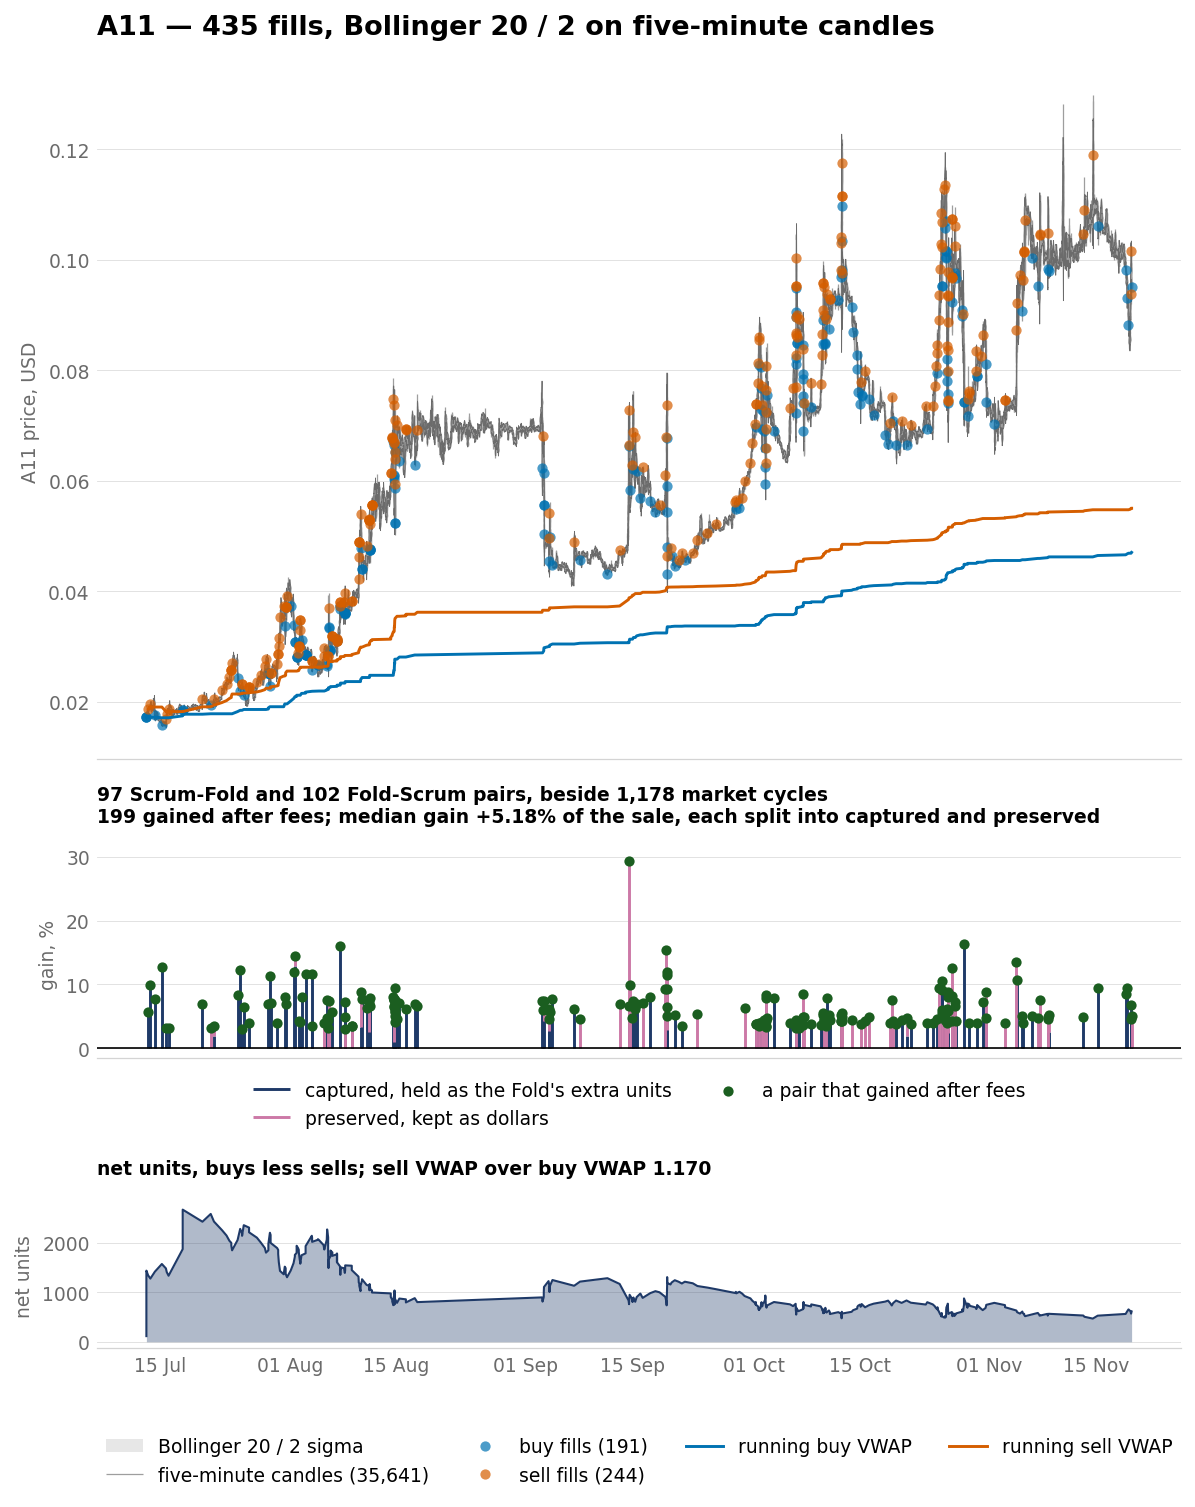 A11 — 435 fills, Bollinger 20 / 2 on five-minute candles
A11 price, USD
0.12
0.10
0.08
0.06
0.04
0.02
97 Scrum-Fold and 102 Fold-Scrum pairs, beside 1,178 market cycles
199 gained after fees; median gain +5.18% of the sale, each split into captured and preserved
gain, %
30
20
10
0
captured, held as the Fold's extra units
preserved, kept as dollars
a pair that gained after fees
net units, buys less sells; sell VWAP over buy VWAP 1.170
net units
2000
1000
0
15 Jul 01 Aug 15 Aug 01 Sep 15 Sep 01 Oct 15 Oct 01 Nov 15 Nov
Bollinger 20 / 2 sigma
five-minute candles (35,641)
buy fills (191)
sell fills (244)
running buy VWAP
running sell VWAP